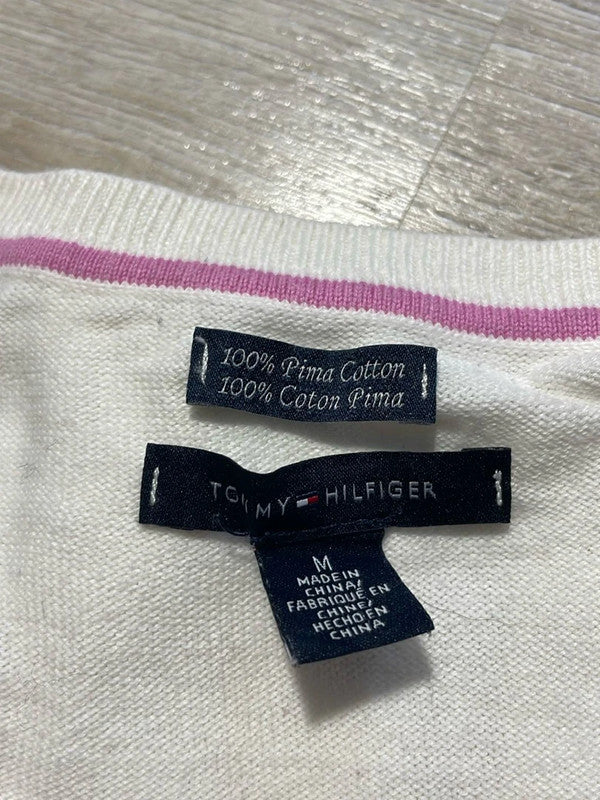 100% Pima Cotton
100% Coton Pima
TOMMY HILFIGER
M
MADE IN
CHINA/
FABRIQUÉ EN
CHINE/
HECHO EN
CHINA